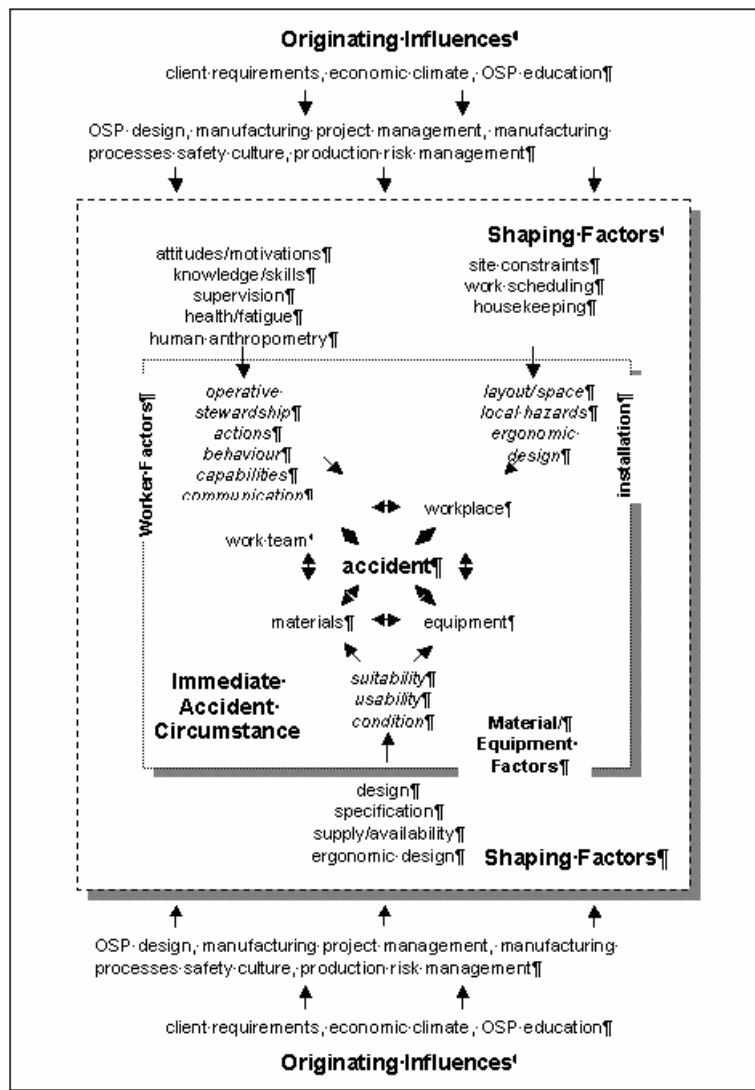 Originating·Influences¶
client·requirements,·economic·climate,·OSP·education¶
OSP·design,·manufacturing·project·management,·manufacturing·
processes·safety·culture,·production·risk·management¶
Shaping·Factors¶
attitudes/motivations¶
knowledge/skills¶
supervision¶
health/fatigue¶
human·anthropometry¶
site·constraints¶
work·scheduling¶
housekeeping¶
Worker·Factors¶
operative·
stewardship¶
actions¶
behaviour¶
capabilities¶
communication¶
layout/space¶
local·hazards¶
ergonomic·
design¶
installation¶
workplace¶
work·team¶
accident¶
materials¶
equipment¶
suitability¶
usability¶
condition¶
Immediate·
Accident·
Circumstance
Material/¶
Equipment·
Factors¶
design¶
specification¶
supply/availability¶
ergonomic·design¶
Shaping·Factors¶
OSP·design,·manufacturing·project·management,·manufacturing·
processes·safety·culture,·production·risk·management¶
client·requirements,·economic·climate,·OSP·education¶
Originating·Influences¶